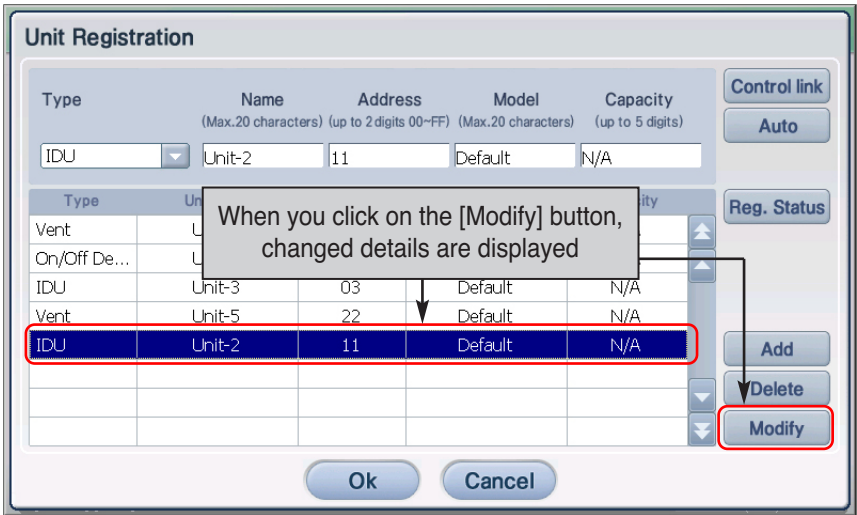 Unit Registration
Type Name Address Model Capacity
(Max.20 characters) (up to 2 digits 00~FF) (Max.20 characters) (up to 5 digits)
IDU Unit-2 11 Default N/A
Control link
Auto
Type
Reg. Status
When you click on the [Modify] button,
changed details are displayed
Vent
On/Off De...
IDU Unit-3 03 Default N/A
Vent Unit-5 22 Default N/A
IDU Unit-2 11 Default N/A
Add
Delete
Modify
Ok Cancel